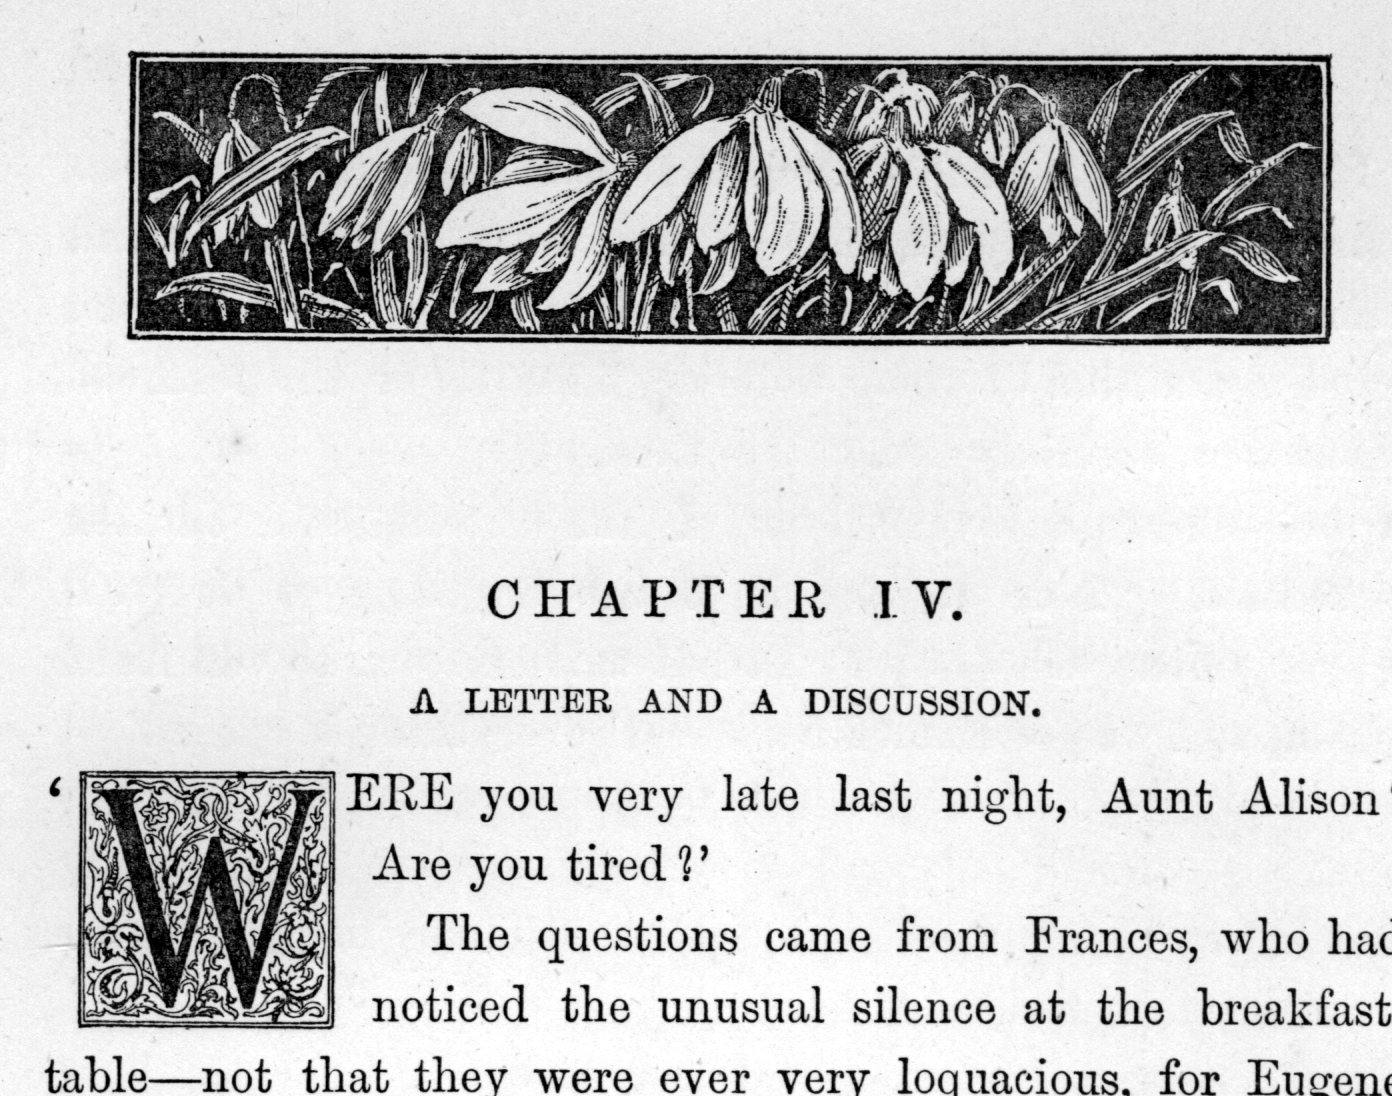 CHAPTER IV.
A LETTER AND A DISCUSSION.
‘WERE you very late last night, Aunt Alison?
Are you tired?’
The questions came from Frances, who had
noticed the unusual silence at the breakfast-
table—not that they were ever very loquacious, for Eugene